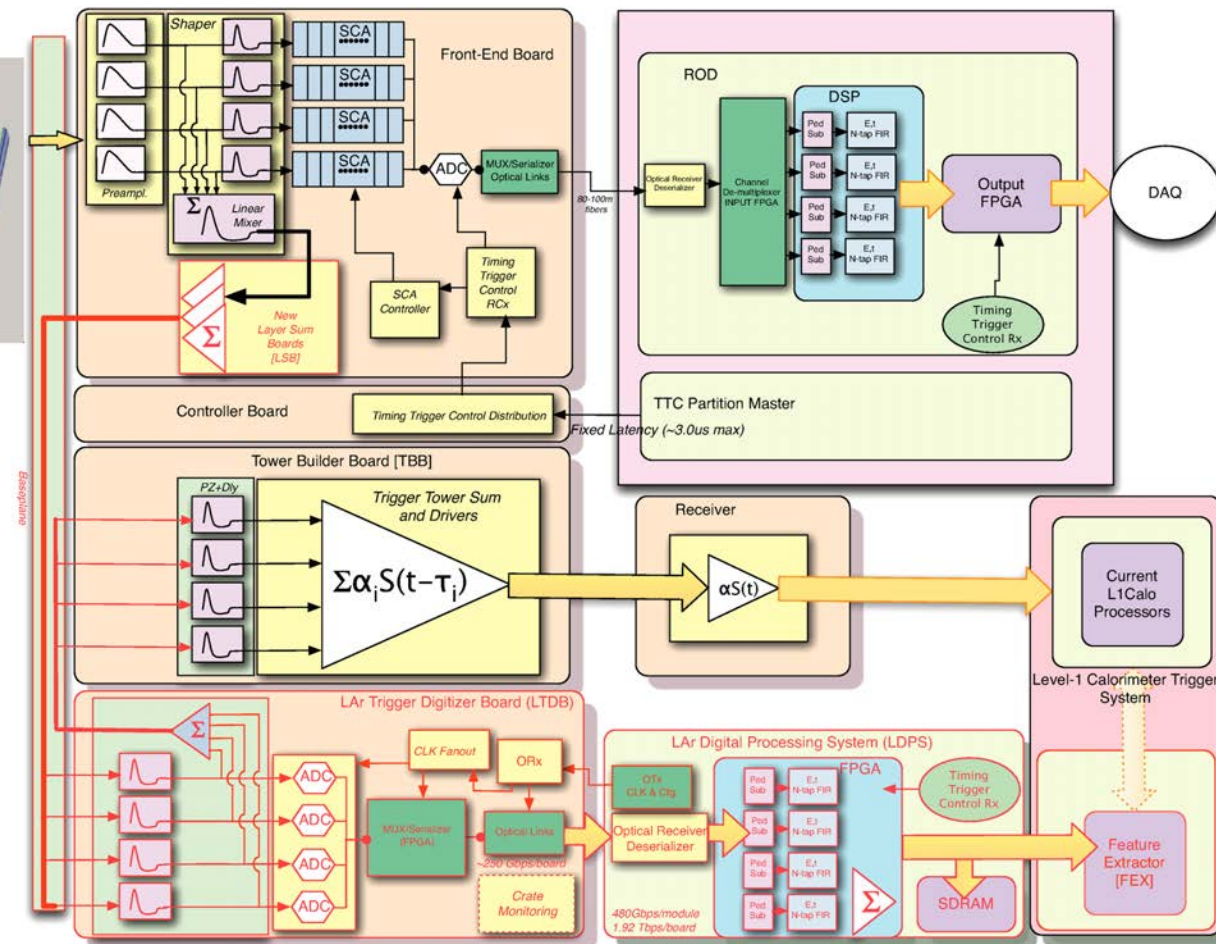 Shaper
SCA
SCA
SCA
SCA
Front-End Board
Preampl.
Σ
Linear
Mixer
ADC
MUX/Serializer
Optical Links
80-100m
fibers
New
Layer Sum
Boards
[LSB]
Σ
SCA
Controller
Timing
Trigger
Control
RCx
ROD
DSP
Optical Receiver
Deserializer
Channel
De-multiplexer
INPUT FPGA
Ped
Sub
E,t
N-tap FIR
Ped
Sub
E,t
N-tap FIR
Ped
Sub
E,t
N-tap FIR
Ped
Sub
E,t
N-tap FIR
Output
FPGA
DAQ
Timing
Trigger
Control Rx
Controller Board
Timing Trigger Control Distribution
TTC Partition Master
Fixed Latency (~3.0us max)
Baseplane
Tower Builder Board [TBB]
PZ+Dly
Trigger Tower Sum
and Drivers
Σα_iS(t-τ_i)
Receiver
αS(t)
Current
L1Calo
Processors
Level-1 Calorimeter Trigger
System
LAr Trigger Digitizer Board (LTDB)
Σ
ADC
ADC
ADC
ADC
CLK Fanout
ORx
MUX/Serializer
(FPGA)
Optical Links
~250 Gbps/board
Crate
Monitoring
LAr Digital Processing System (LDPS)
FPGA
OTx
CLK & Cfg.
Optical Receiver
Deserializer
Ped
Sub
E,t
N-tap FIR
Ped
Sub
E,t
N-tap FIR
Ped
Sub
E,t
N-tap FIR
Ped
Sub
E,t
N-tap FIR
Σ
480Gbps/module
1.92 Tbps/board
Timing
Trigger
Control Rx
SDRAM
Feature
Extractor
[FEX]